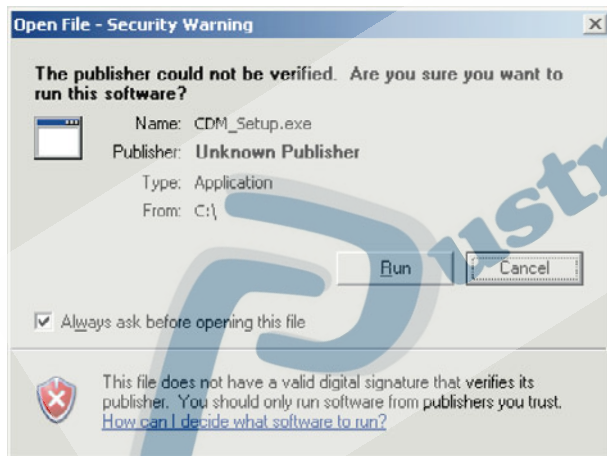 Open File - Security Warning
The publisher could not be verified. Are you sure you want to
run this software?
Name: CDM_Setup.exe
Publisher: Unknown Publisher
Type: Application
From: C:\
Run Cancel
Always ask before opening this file
This file does not have a valid digital signature that verifies its
publisher. You should only run software from publishers you trust.
How can I decide what software to run?